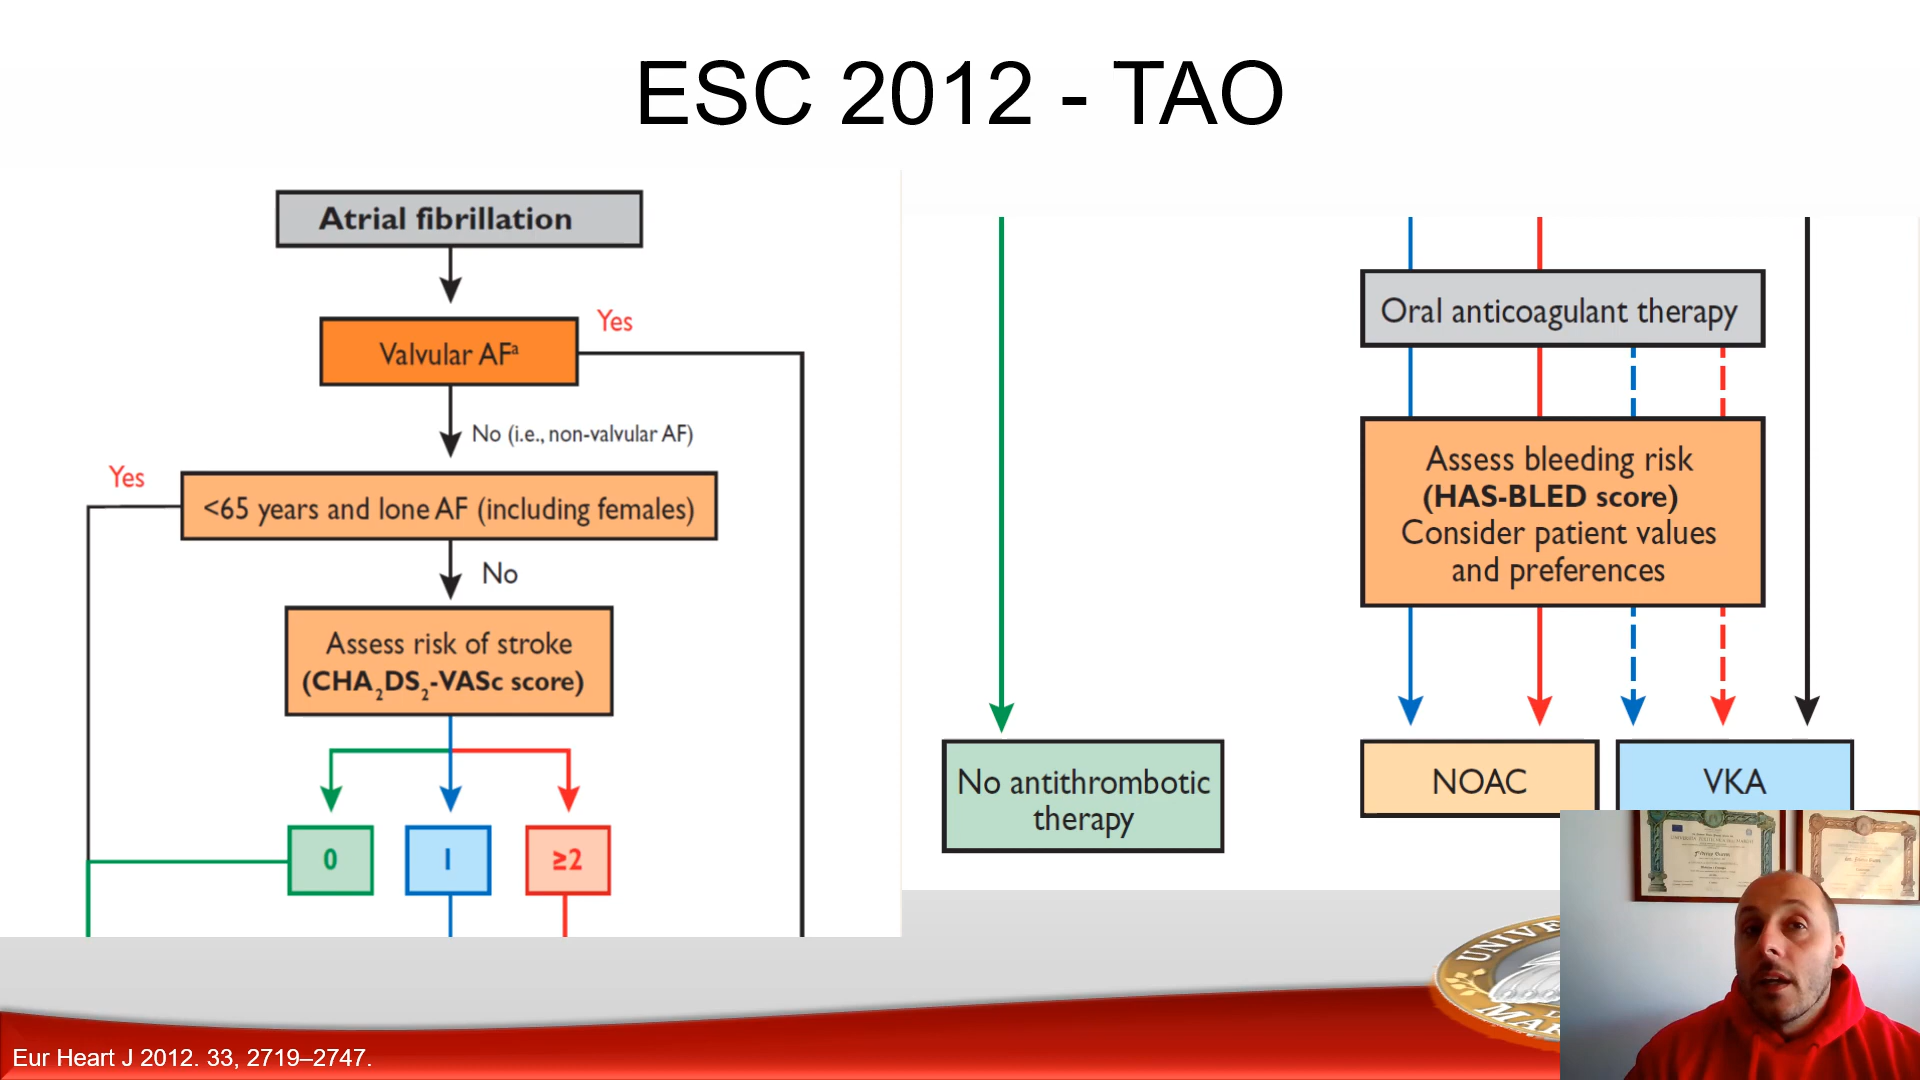 ESC 2012 - TAO
Atrial fibrillation
Valvular AFᵃ
Yes
No (i.e., non-valvular AF)
Yes
<65 years and lone AF (including females)
No
Assess risk of stroke
(CHA₂DS₂-VASc score)
0
1
≥2
Oral anticoagulant therapy
Assess bleeding risk
(HAS-BLED score)
Consider patient values
and preferences
No antithrombotic
therapy
NOAC
VKA
UNIVE
MA
Eur Heart J 2012. 33, 2719–2747.